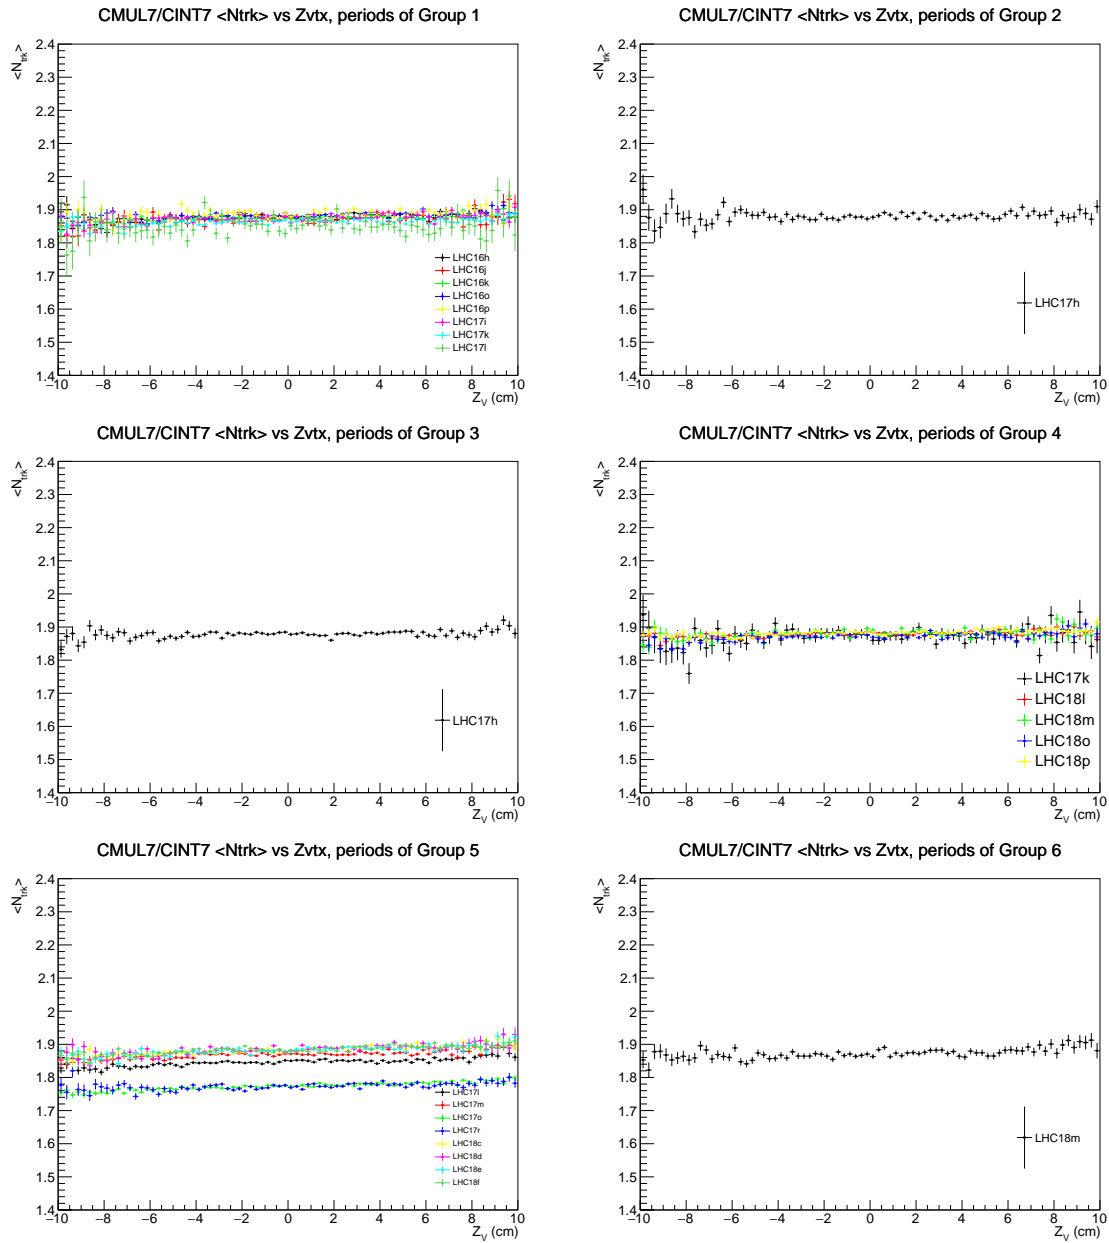 CMUL7/CINT7 <Ntrk> vs Zvtx, periods of Group 1
<N_trk>
2.4
2.3
2.2
2.1
2
1.9
1.8
1.7
1.6
1.5
1.4
LHC16h
LHC16j
LHC16k
LHC16o
LHC16p
LHC17i
LHC17k
LHC17l
−10 −8 −6 −4 −2 0 2 4 6 8 10
Z_V (cm)
CMUL7/CINT7 <Ntrk> vs Zvtx, periods of Group 2
<N_trk>
2.4
2.3
2.2
2.1
2
1.9
1.8
1.7
1.6
1.5
1.4
LHC17h
−10 −8 −6 −4 −2 0 2 4 6 8 10
Z_V (cm)
CMUL7/CINT7 <Ntrk> vs Zvtx, periods of Group 3
<N_trk>
2.4
2.3
2.2
2.1
2
1.9
1.8
1.7
1.6
1.5
1.4
LHC17h
−10 −8 −6 −4 −2 0 2 4 6 8 10
Z_V (cm)
CMUL7/CINT7 <Ntrk> vs Zvtx, periods of Group 4
<N_trk>
2.4
2.3
2.2
2.1
2
1.9
1.8
1.7
1.6
1.5
1.4
LHC17k
LHC18l
LHC18m
LHC18o
LHC18p
−10 −8 −6 −4 −2 0 2 4 6 8 10
Z_V (cm)
CMUL7/CINT7 <Ntrk> vs Zvtx, periods of Group 5
<N_trk>
2.4
2.3
2.2
2.1
2
1.9
1.8
1.7
1.6
1.5
1.4
LHC17l
LHC17m
LHC17o
LHC17r
LHC18c
LHC18d
LHC18e
LHC18f
−10 −8 −6 −4 −2 0 2 4 6 8 10
Z_V (cm)
CMUL7/CINT7 <Ntrk> vs Zvtx, periods of Group 6
<N_trk>
2.4
2.3
2.2
2.1
2
1.9
1.8
1.7
1.6
1.5
1.4
LHC18m
−10 −8 −6 −4 −2 0 2 4 6 8 10
Z_V (cm)